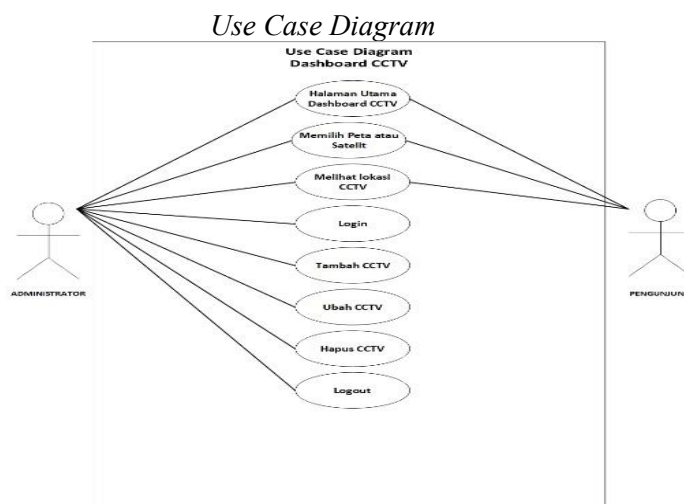 Use Case Diagram
Use Case Diagram
Dashboard CCTV
Halaman Utama
Dashboard CCTV
Memilih Peta atau
Satelit
Melihat lokasi
CCTV
Login
Tambah CCTV
Ubah CCTV
Hapus CCTV
Logout
ADMINISTRATOR
PENGUNJUN